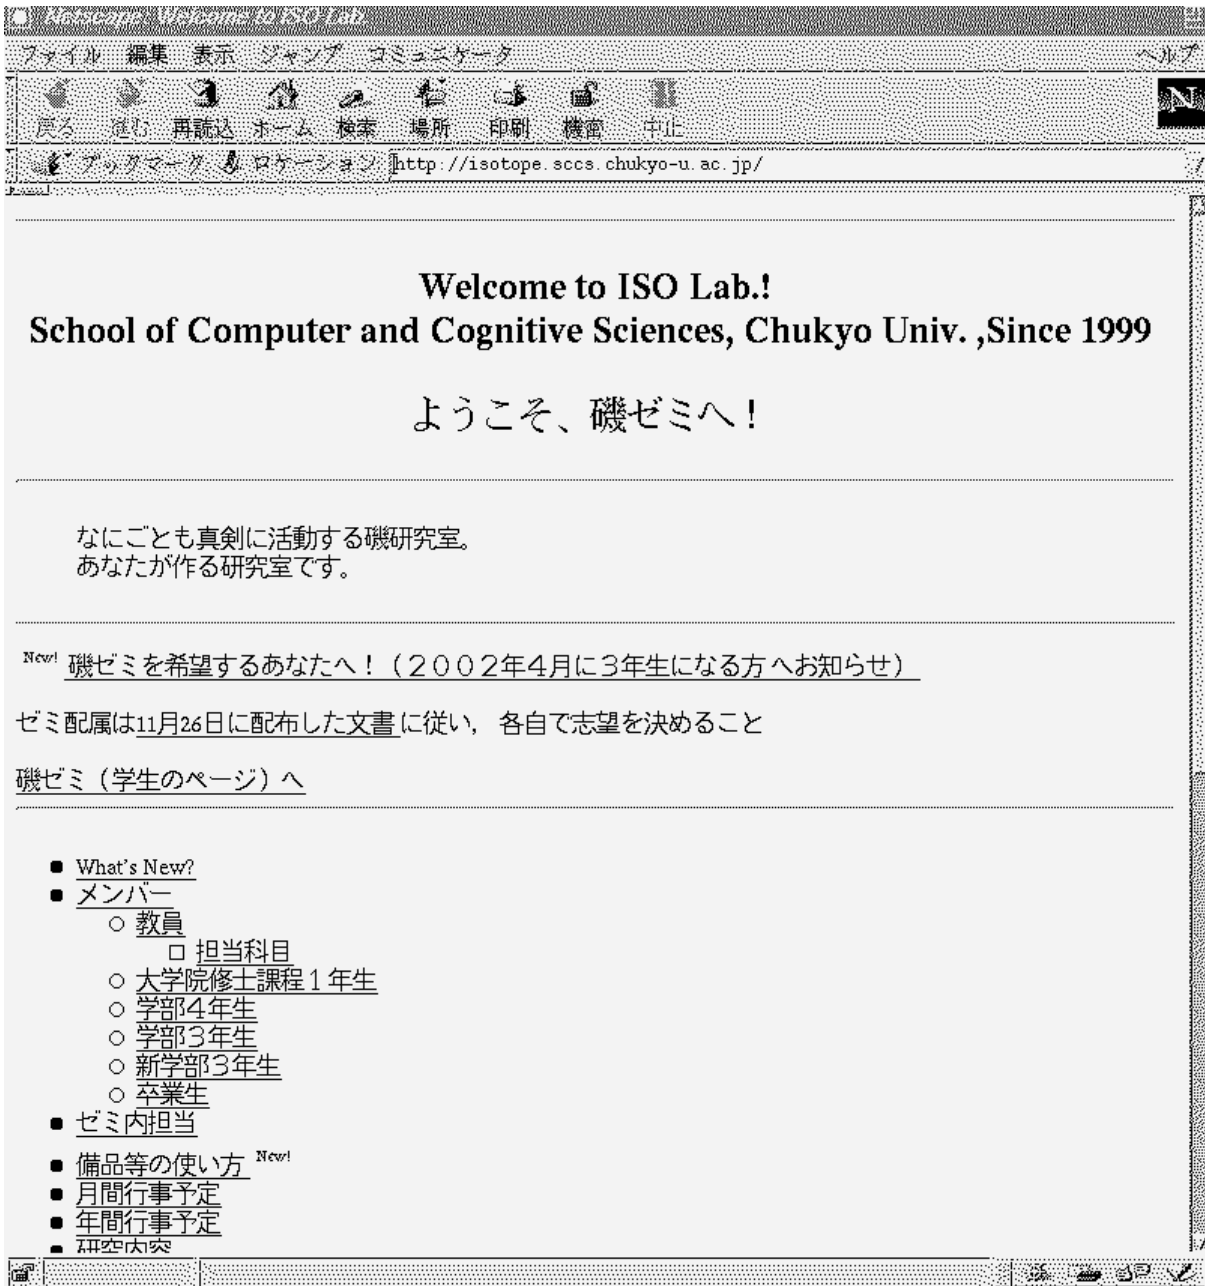 Netscape: Welcome to ISO Lab.
ファイル 編集 表示 ジャンプ コミュニケータ ヘルプ
戻る 進む 再読込 ホーム 検索 場所 印刷 機密 中止
N
ブックマーク ロケーション http://isotope.sccs.chukyo-u.ac.jp/
Welcome to ISO Lab.!
School of Computer and Cognitive Sciences, Chukyo Univ. ,Since 1999
ようこそ、磯ゼミへ！
なにごとも真剣に活動する磯研究室。
あなたが作る研究室です。
New! 磯ゼミを希望するあなたへ！（２００２年４月に３年生になる方へお知らせ）
ゼミ配属は11月26日に配布した文書に従い，各自で志望を決めること
磯ゼミ（学生のページ）へ
What's New?
メンバー
教員
担当科目
大学院修士課程１年生
学部４年生
学部３年生
新学部３年生
卒業生
ゼミ内担当
備品等の使い方 New!
月間行事予定
年間行事予定
研究内容